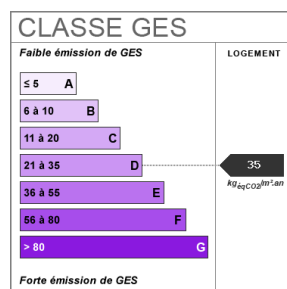 CLASSE GES
Faible émission de GES
LOGEMENT
≤ 5 A
6 à 10 B
11 à 20 C
21 à 35 D
35
kgéqCO2/m².an
36 à 55 E
56 à 80 F
> 80 G
Forte émission de GES